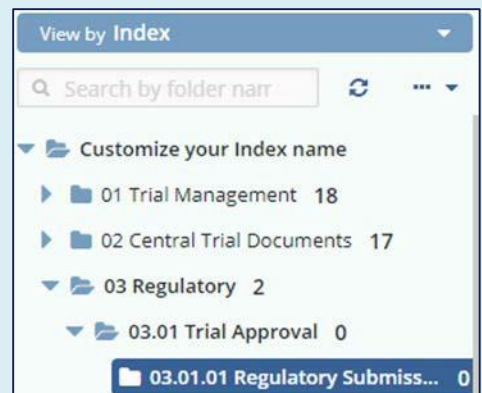 View by Index
Search by folder narr
Customize your Index name
01 Trial Management 18
02 Central Trial Documents 17
03 Regulatory 2
03.01 Trial Approval 0
03.01.01 Regulatory Submiss... 0